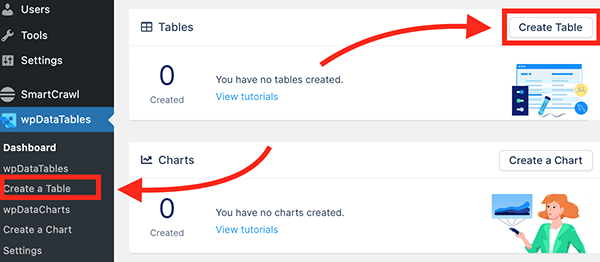 Users
Tools
Settings
SmartCrawl
wpDataTables
Dashboard
wpDataTables
Create a Table
wpDataCharts
Create a Chart
Settings
Tables
Create Table
0
Created
You have no tables created.
View tutorials
Charts
Create a Chart
0
Created
You have no charts created.
View tutorials